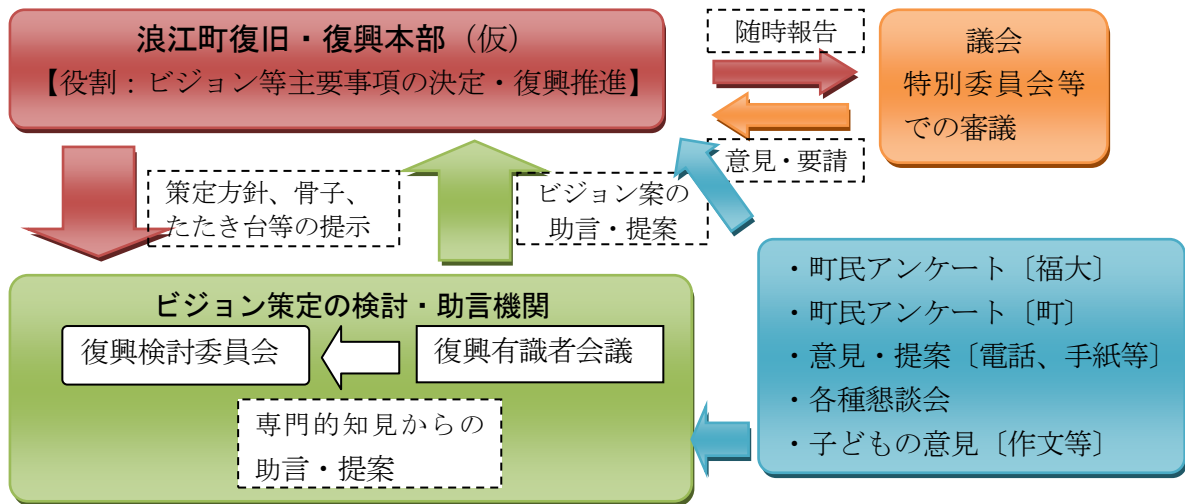 浪江町復旧・復興本部（仮）
【役割：ビジョン等主要事項の決定・復興推進】
随時報告
議会
特別委員会等
での審議
意見・要請
策定方針、骨子、
たたき台等の提示
ビジョン案の
助言・提案
ビジョン策定の検討・助言機関
復興検討委員会
復興有識者会議
専門的知見からの
助言・提案
・町民アンケート〔福大〕
・町民アンケート〔町〕
・意見・提案〔電話、手紙等〕
・各種懇談会
・子どもの意見〔作文等〕